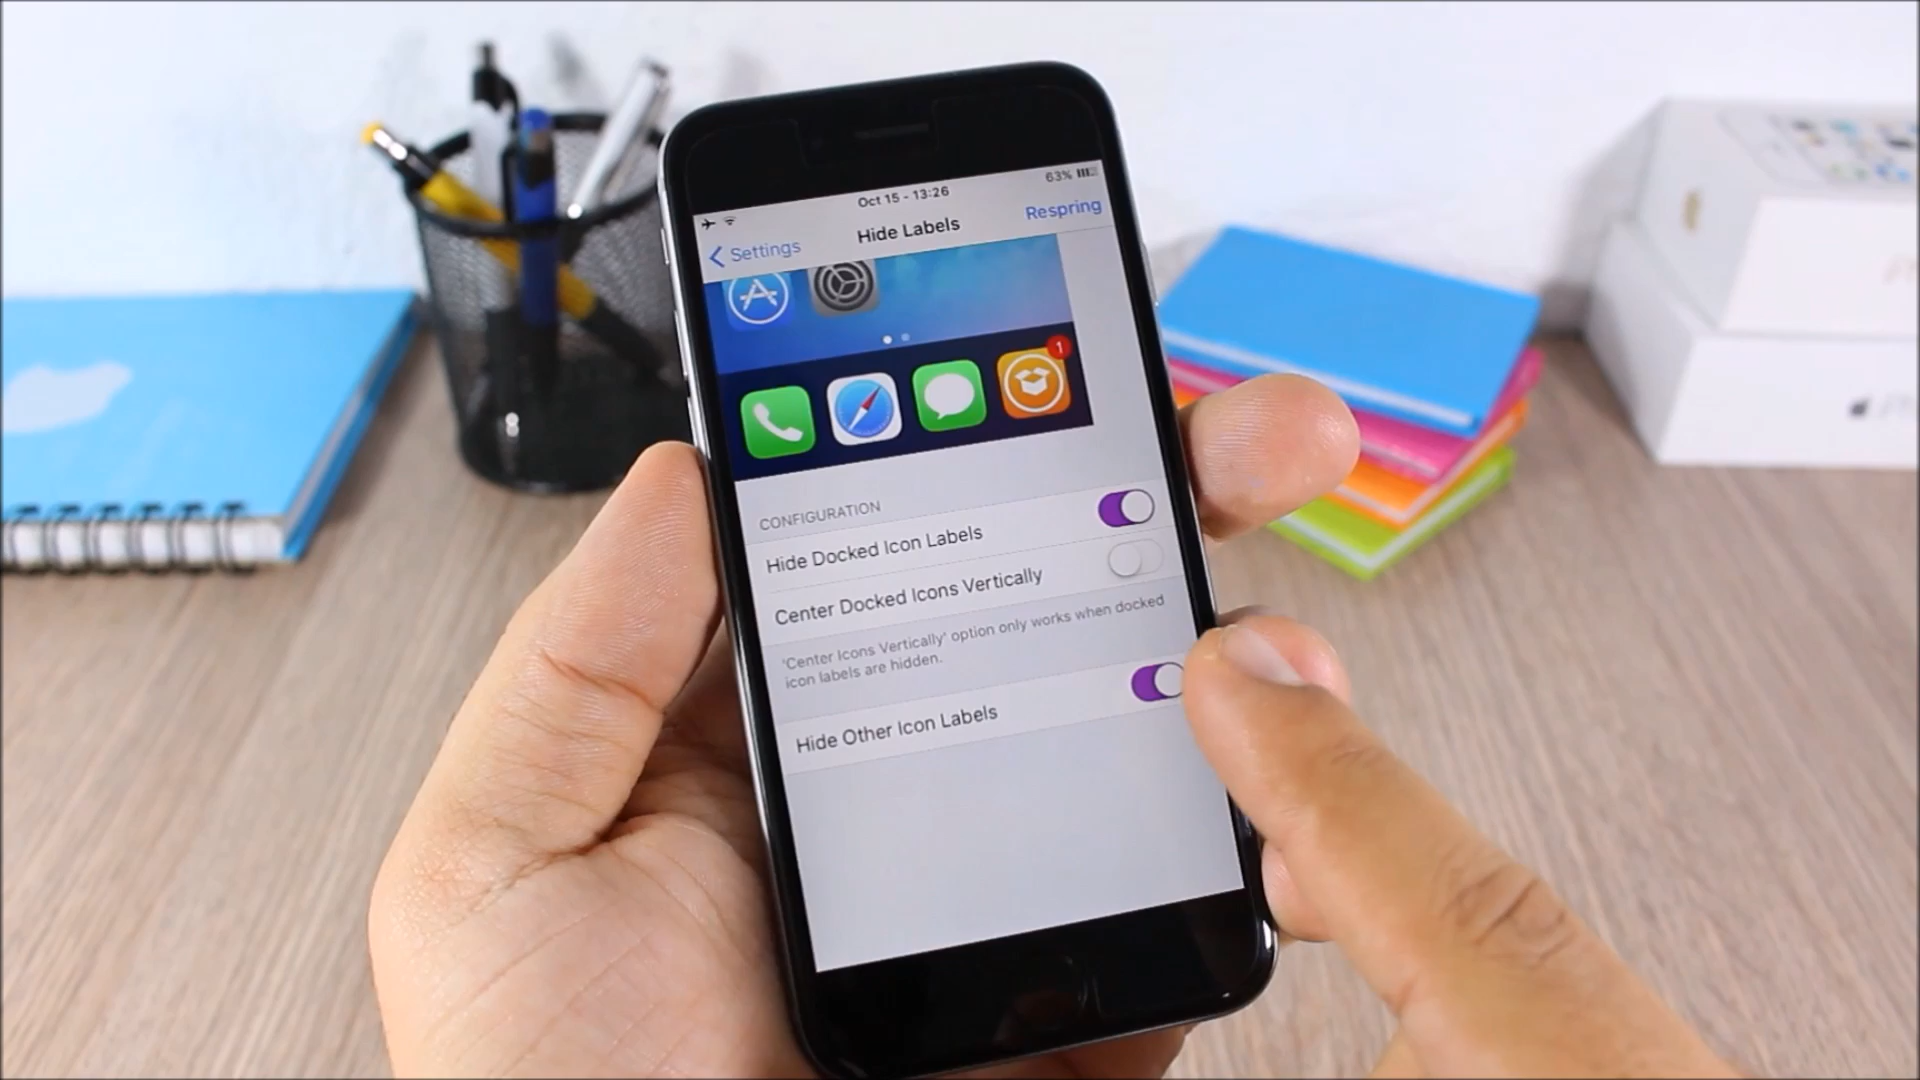 Oct 15 - 13:26
63%
Settings
Hide Labels
Respring
1
CONFIGURATION
Hide Docked Icon Labels
Center Docked Icons Vertically
'Center Icons Vertically' option only works when docked
icon labels are hidden.
Hide Other Icon Labels